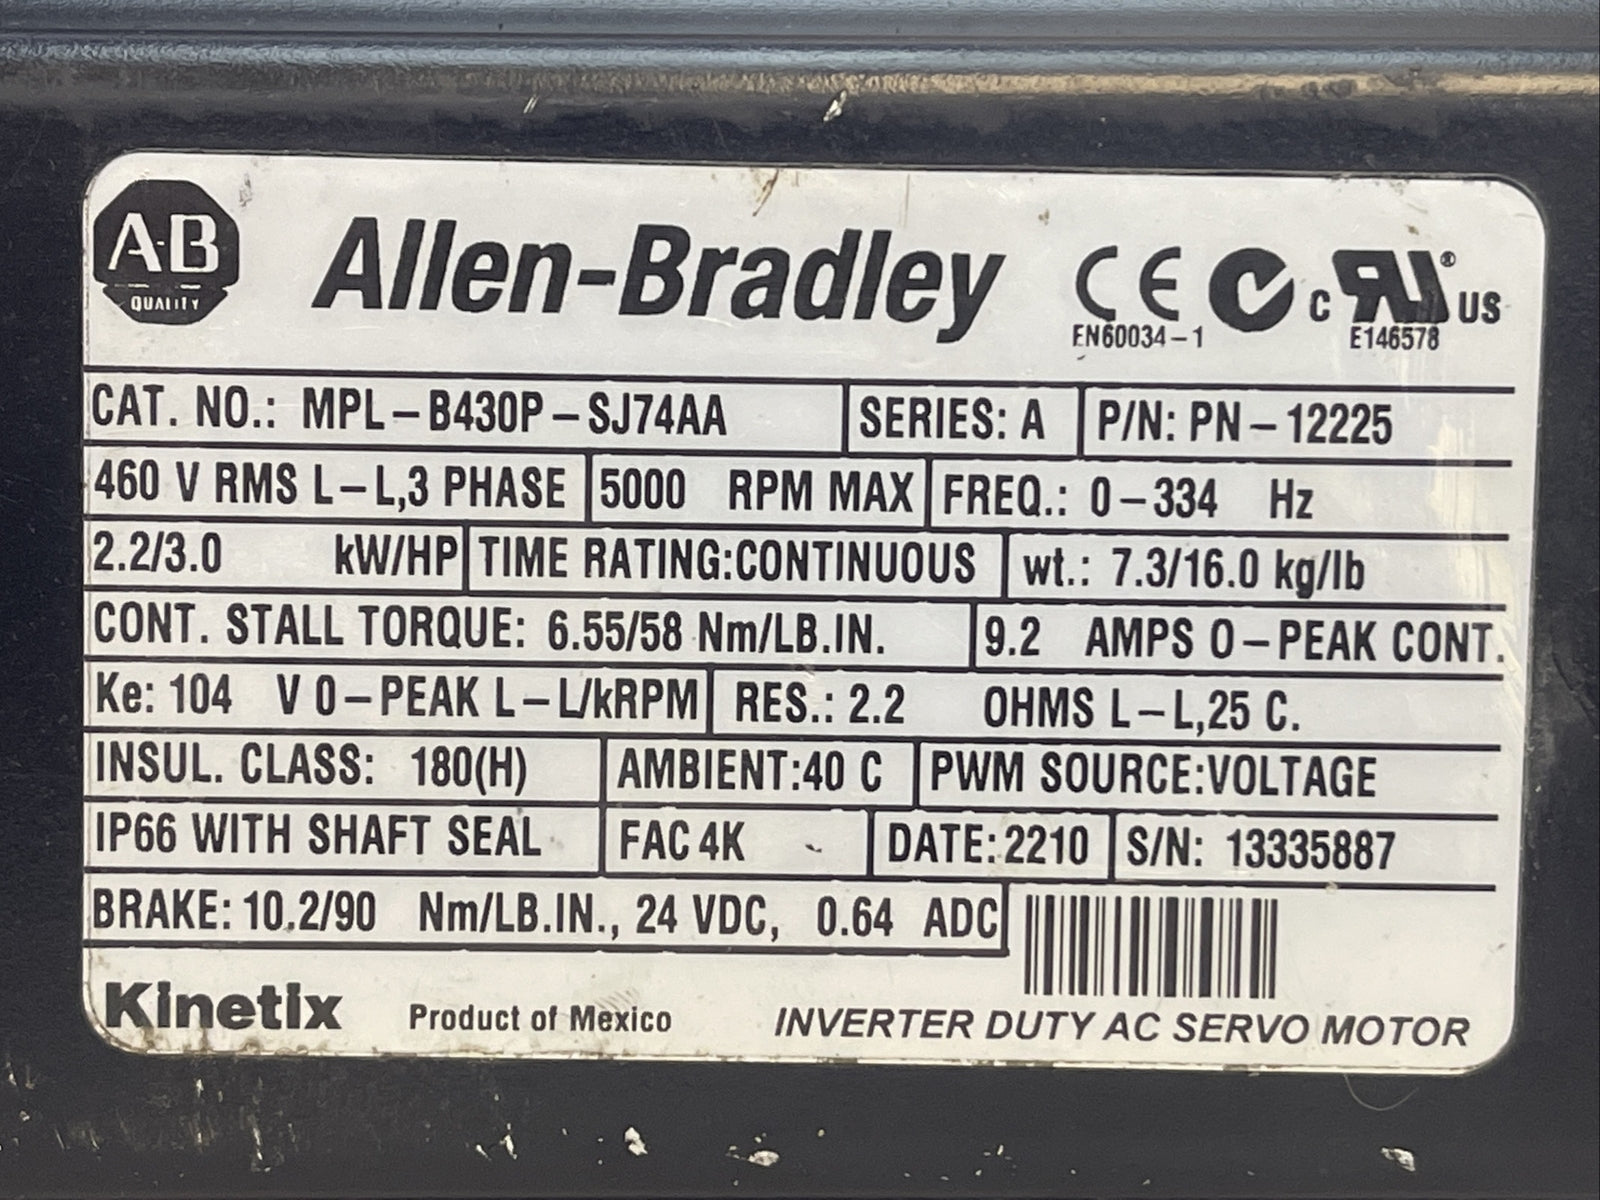 A-B QUALITY Allen-Bradley CE EN60034-1 c RU® US E146578
CAT. NO.: MPL-B430P-SJ74AA SERIES: A P/N: PN-12225
460 V RMS L-L,3 PHASE 5000 RPM MAX FREQ.: 0-334 Hz
2.2/3.0 kW/HP TIME RATING:CONTINUOUS wt.: 7.3/16.0 kg/lb
CONT. STALL TORQUE: 6.55/58 Nm/LB.IN. 9.2 AMPS 0-PEAK CONT.
Ke: 104 V 0-PEAK L-L/kRPM RES.: 2.2 OHMS L-L,25 C.
INSUL. CLASS: 180(H) AMBIENT:40 C PWM SOURCE:VOLTAGE
IP66 WITH SHAFT SEAL FAC 4K DATE:2210 S/N: 13335887
BRAKE: 10.2/90 Nm/LB.IN., 24 VDC, 0.64 ADC
Kinetix Product of Mexico INVERTER DUTY AC SERVO MOTOR